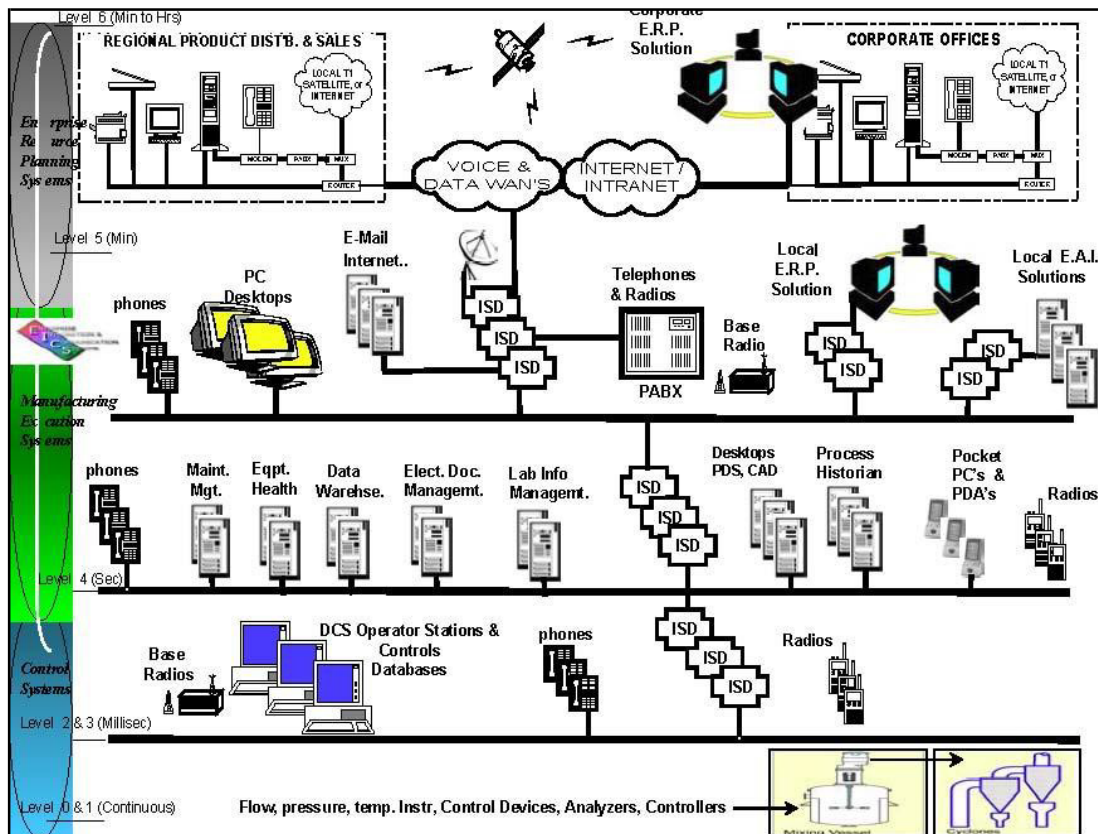 Level 6 (Min to Hrs)
REGIONAL PRODUCT DISTB. & SALES
LOCAL T1
SATELLITE, or
INTERNET
MODEM
PABX
MUX
ROUTER
Corporate
E.R.P.
Solution
CORPORATE OFFICES
LOCAL T1
SATELLITE, or
INTERNET
MODEM
PABX
MUX
ROUTER
Planning
Systems
VOICE &
DATA WAN'S
INTERNET /
INTRANET
Level 5 (Min)
phones
PC
Desktops
E-Mail
Internet..
ISD
ISD
ISD
Telephones
& Radios
PABX
Base
Radio
Local
E.R.P.
Solution
ISD
ISD
Local E.A.I.
Solutions
ISD
ISD
Manufacturing
phones
Maint.
Mgt.
Eqpt.
Health
Data
Warehse.
Elect. Doc.
Managemt.
Lab Info
Managemt.
ISD
ISD
ISD
Desktops
PDS, CAD
Process
Historian
Pocket
PC's &
PDA's
Radios
Level 4 (Sec)
Control
Systems
Base
Radios
DCS Operator Stations &
Controls
Databases
phones
ISD
ISD
ISD
Radios
Level 2 & 3 (Millisec)
Level 0 & 1 (Continuous)
Flow, pressure, temp. Instr, Control Devices, Analyzers, Controllers
Mixing Vessel
Cyclones